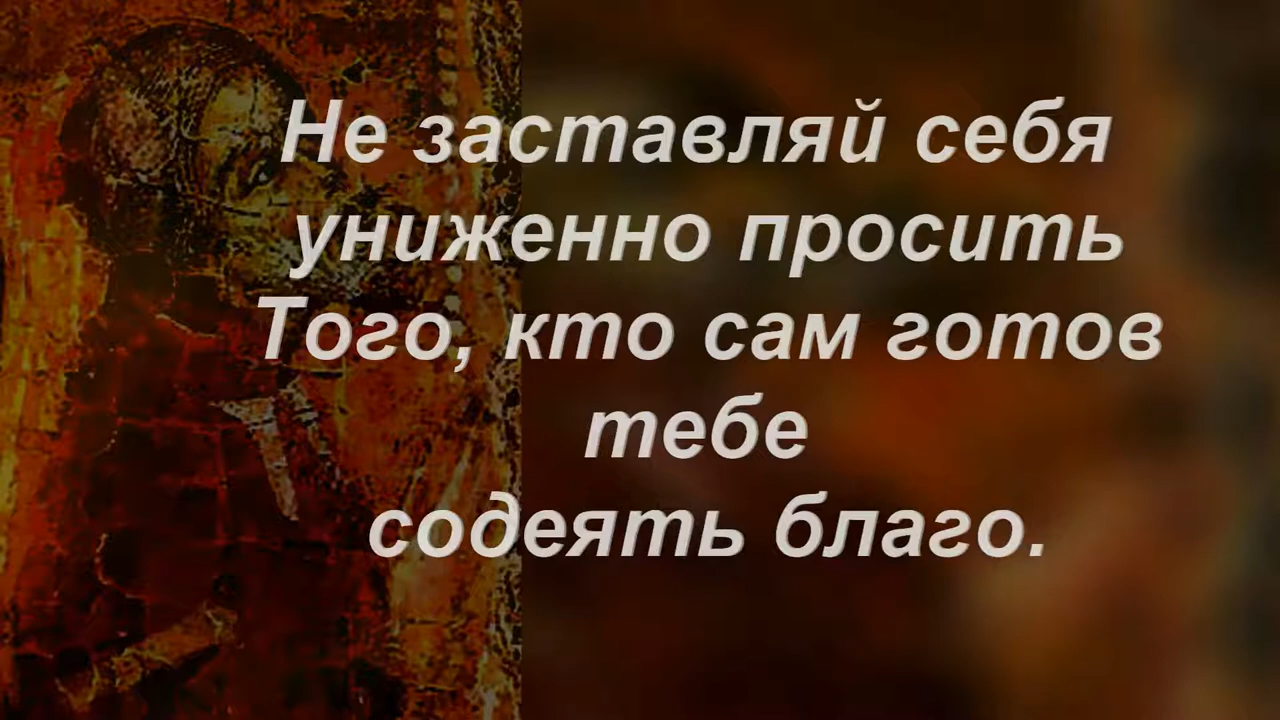 Не заставляй себя
униженно просить
Того, кто сам готов
тебе
содеять благо.